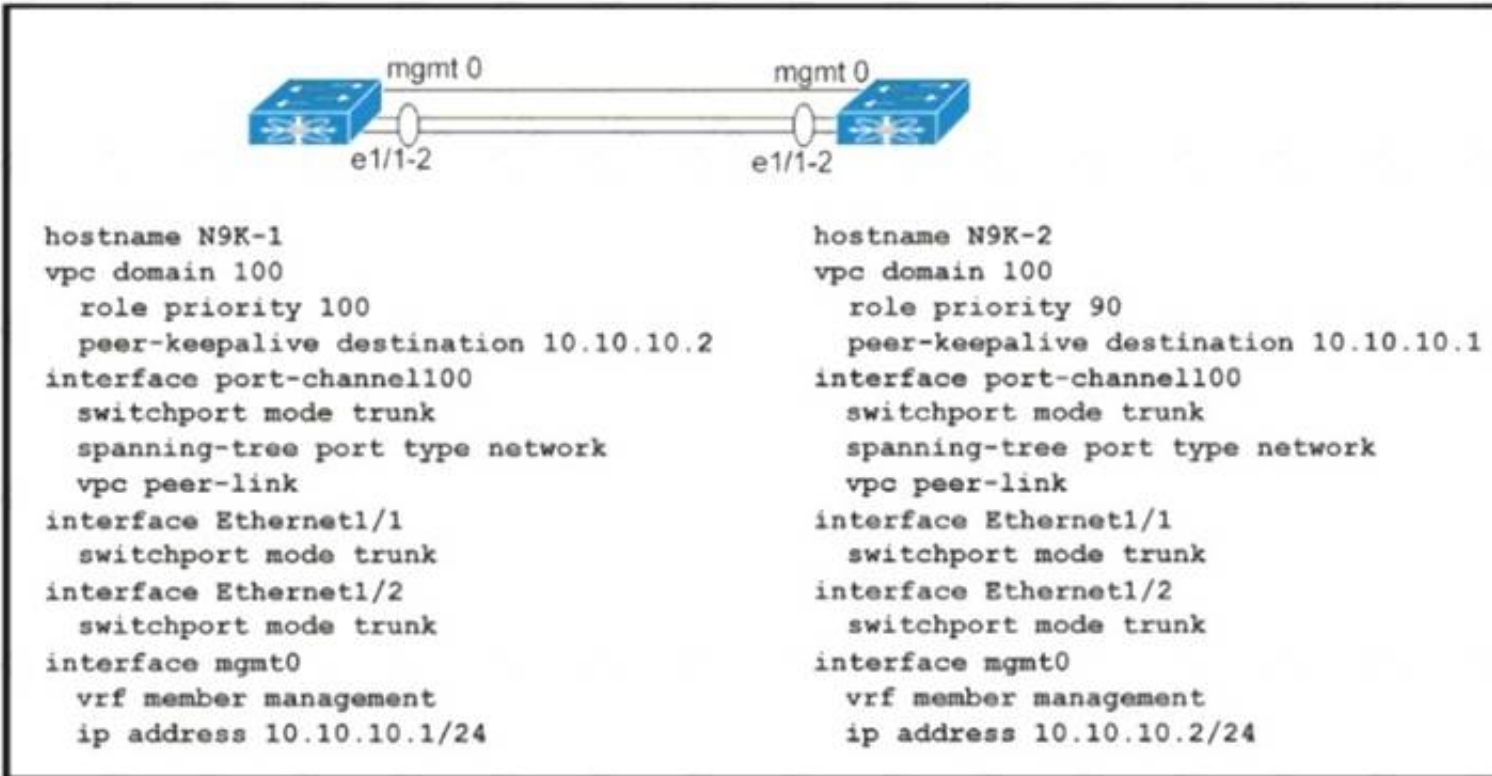 mgmt 0
mgmt 0
e1/1-2
e1/1-2
hostname N9K-1
vpc domain 100
role priority 100
peer-keepalive destination 10.10.10.2
interface port-channel100
switchport mode trunk
spanning-tree port type network
vpc peer-link
interface Ethernet1/1
switchport mode trunk
interface Ethernet1/2
switchport mode trunk
interface mgmt0
vrf member management
ip address 10.10.10.1/24
hostname N9K-2
vpc domain 100
role priority 90
peer-keepalive destination 10.10.10.1
interface port-channel100
switchport mode trunk
spanning-tree port type network
vpc peer-link
interface Ethernet1/1
switchport mode trunk
interface Ethernet1/2
switchport mode trunk
interface mgmt0
vrf member management
ip address 10.10.10.2/24